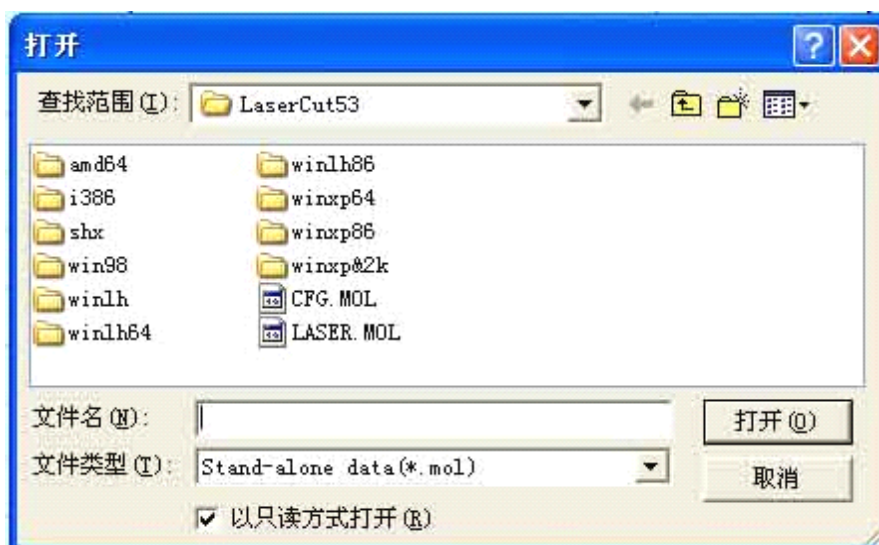 打开
查找范围(I): LaserCut53
amd64
i386
shx
win98
winlh
winlh64
winlh86
winxp64
winxp86
winxp&2k
CFG.MOL
LASER.MOL
文件名(N): 打开(O)
文件类型(T): Stand-alone data(*.mol) 取消
以只读方式打开(R)